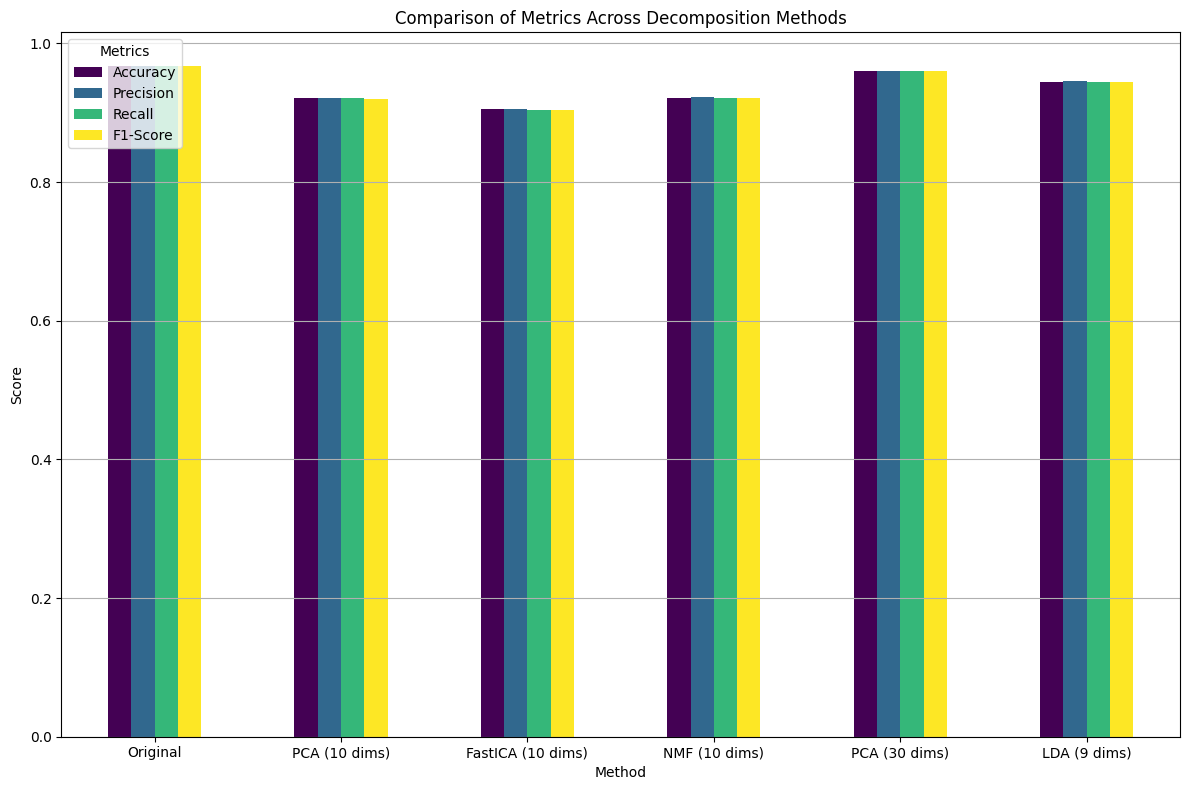 Comparison of Metrics Across Decomposition Methods
Metrics
Accuracy
Precision
Recall
F1-Score
Score
1.0
0.8
0.6
0.4
0.2
0.0
Original
PCA (10 dims)
FastICA (10 dims)
NMF (10 dims)
PCA (30 dims)
LDA (9 dims)
Method